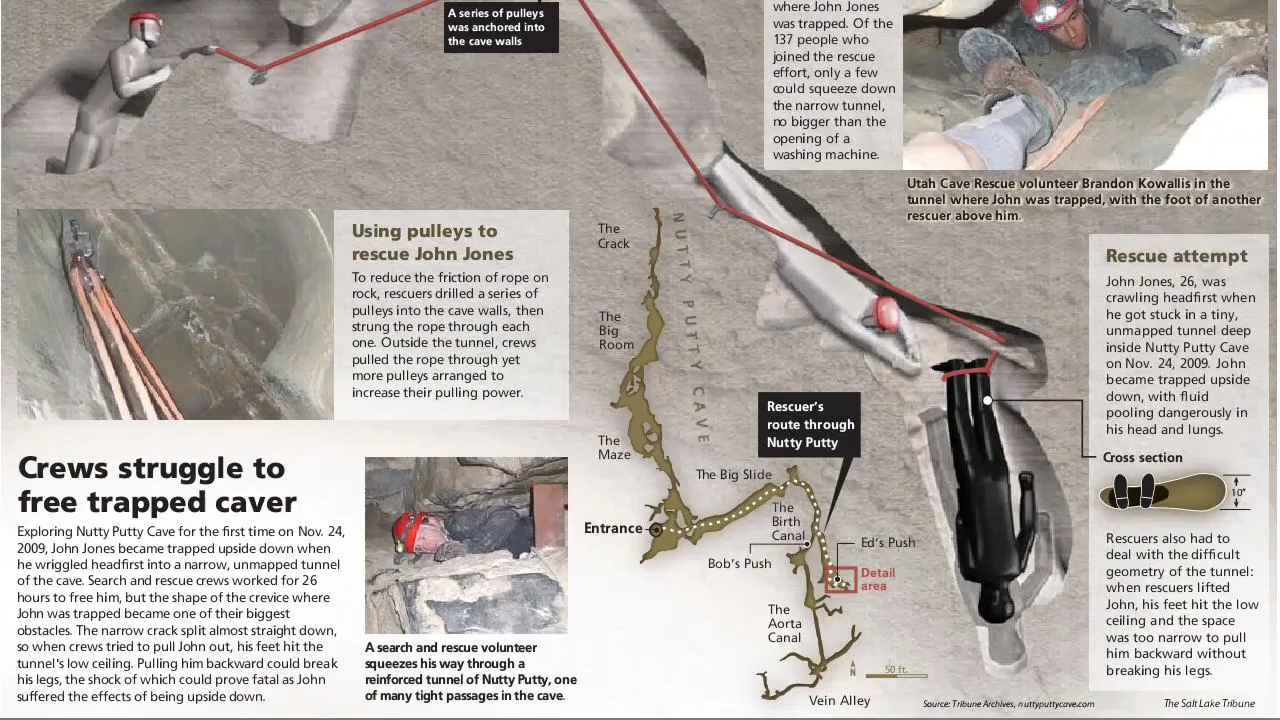 A series of pulleys
was anchored into
the cave walls
where John Jones
was trapped. Of the
137 people who
joined the rescue
effort, only a few
could squeeze down
the narrow tunnel,
no bigger than the
opening of a
washing machine.
Utah Cave Rescue volunteer Brandon Kowallis in the
tunnel where John was trapped, with the foot of another
rescuer above him.
Using pulleys to
rescue John Jones
To reduce the friction of rope on
rock, rescuers drilled a series of
pulleys into the cave walls, then
strung the rope through each
one. Outside the tunnel, crews
pulled the rope through yet
more pulleys arranged to
increase their pulling power.
Crews struggle to
free trapped caver
Exploring Nutty Putty Cave for the first time on Nov. 24,
2009, John Jones became trapped upside down when
he wriggled headfirst into a narrow, unmapped tunnel
of the cave. Search and rescue crews worked for 26
hours to free him, but the shape of the crevice where
John was trapped became one of their biggest
obstacles. The narrow crack split almost straight down,
so when crews tried to pull John out, his feet hit the
tunnel's low ceiling. Pulling him backward could break
his legs, the shock of which could prove fatal as John
suffered the effects of being upside down.
A search and rescue volunteer
squeezes his way through a
reinforced tunnel of Nutty Putty, one
of many tight passages in the cave.
NUTTY PUTTY CAVE
The
Crack
The
Big
Room
The
Maze
The Big Slide
Entrance
The
Birth
Canal
Bob's Push
Rescuer's
route through
Nutty Putty
Ed's Push
Detail
area
The
Aorta
Canal
Vein Alley
N
50 ft.
Rescue attempt
John Jones, 26, was
crawling headfirst when
he got stuck in a tiny,
unmapped tunnel deep
inside Nutty Putty Cave
on Nov. 24, 2009. John
became trapped upside
down, with fluid
pooling dangerously in
his head and lungs.
Cross section
10"
Rescuers also had to
deal with the difficult
geometry of the tunnel:
when rescuers lifted
John, his feet hit the low
ceiling and the space
was too narrow to pull
him backward without
breaking his legs.
Source: Tribune Archives, nuttyputtycave.com
The Salt Lake Tribune